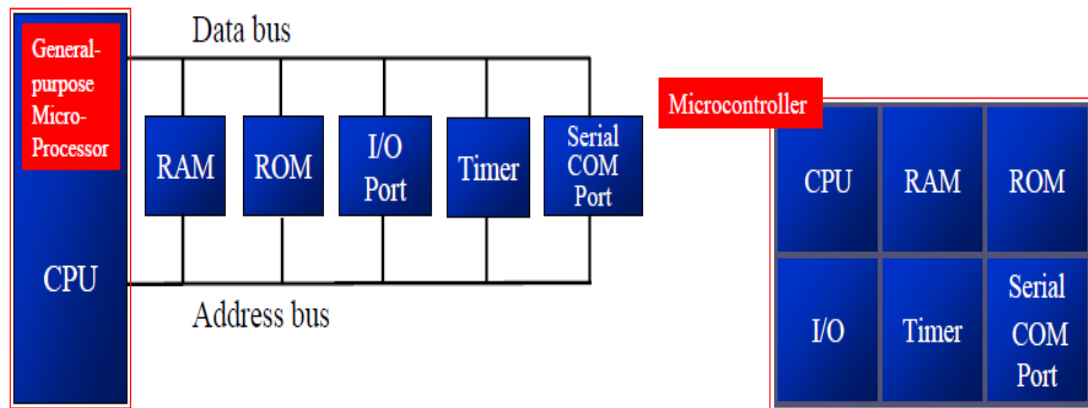 General-
purpose
Micro-
Processor
CPU
Data bus
RAM
ROM
I/O
Port
Timer
Serial
COM
Port
Address bus
Microcontroller
CPU
RAM
ROM
I/O
Timer
Serial
COM
Port